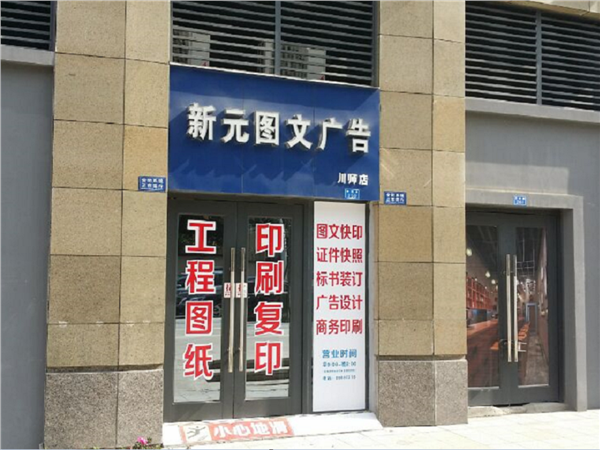 新元图文广告
川师店
工程图纸
印刷复印
图文快印
证件快照
标书装订
广告设计
商务印刷
营业时间
小心地滑